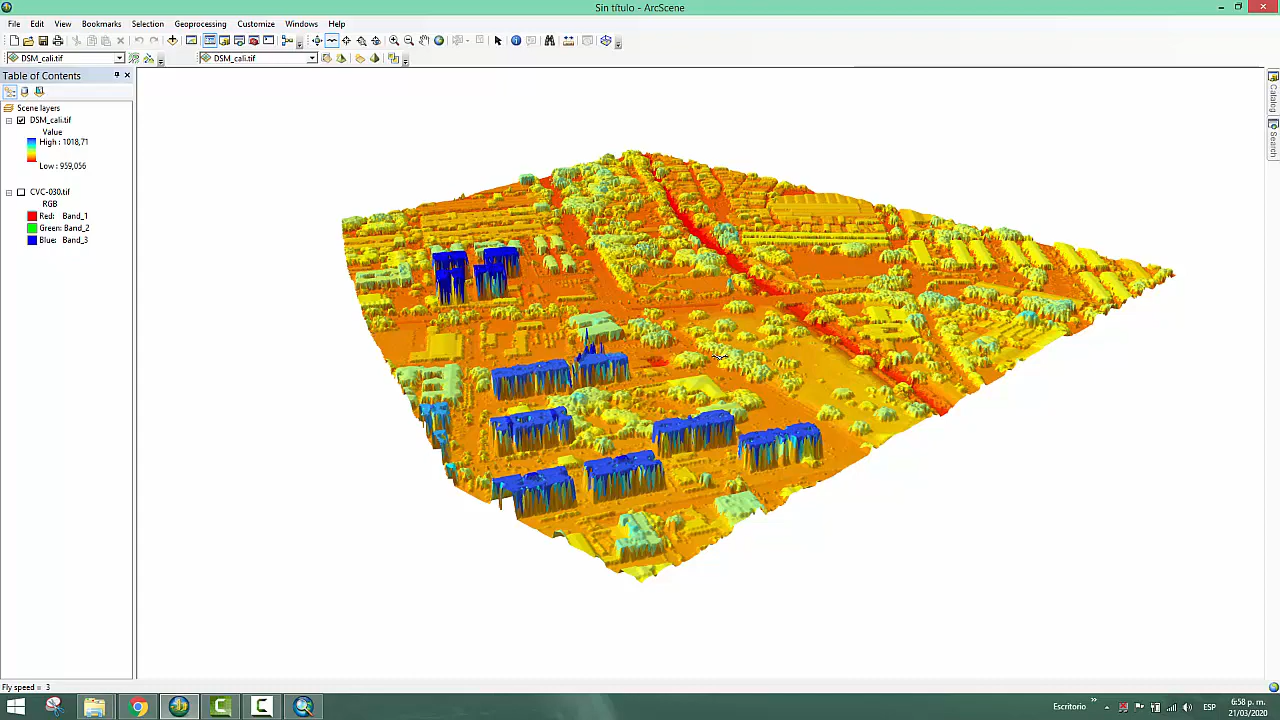 Sin título - ArcScene
File Edit View Bookmarks Selection Geoprocessing Customize Windows Help
DSM_cali.tif DSM_cali.tif
Table of Contents
Scene layers
DSM_cali.tif
Value
High : 1018,71
Low : 959,056
CVC-030.tif
RGB
Red: Band_1
Green: Band_2
Blue: Band_3
Catalog
Search
Fly speed = 3
Escritorio
ESP
6:58 p. m.
21/03/2020